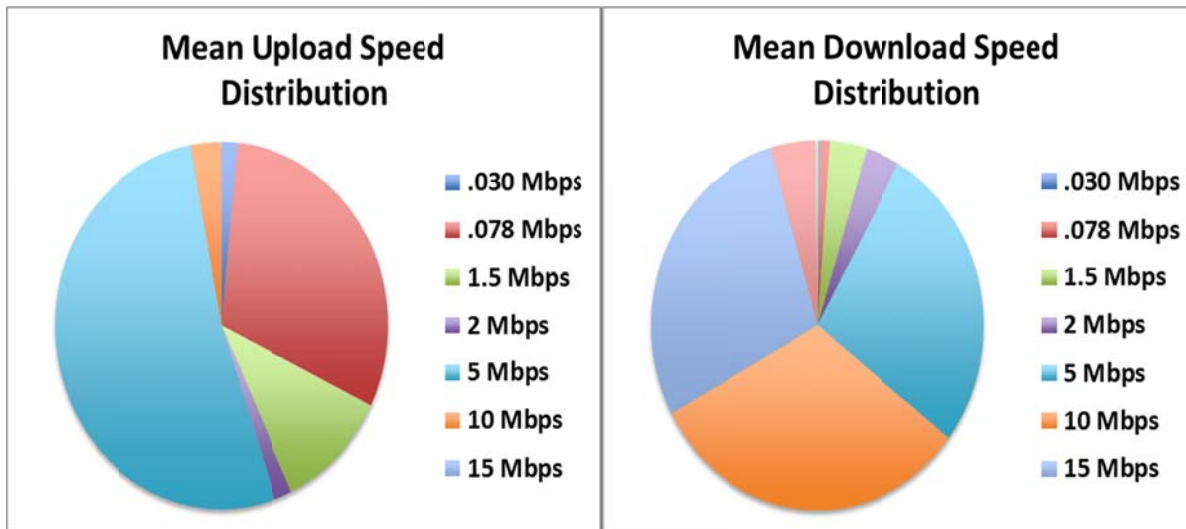 Mean Upload Speed
Distribution
.030 Mbps
.078 Mbps
1.5 Mbps
2 Mbps
5 Mbps
10 Mbps
15 Mbps
Mean Download Speed
Distribution
.030 Mbps
.078 Mbps
1.5 Mbps
2 Mbps
5 Mbps
10 Mbps
15 Mbps